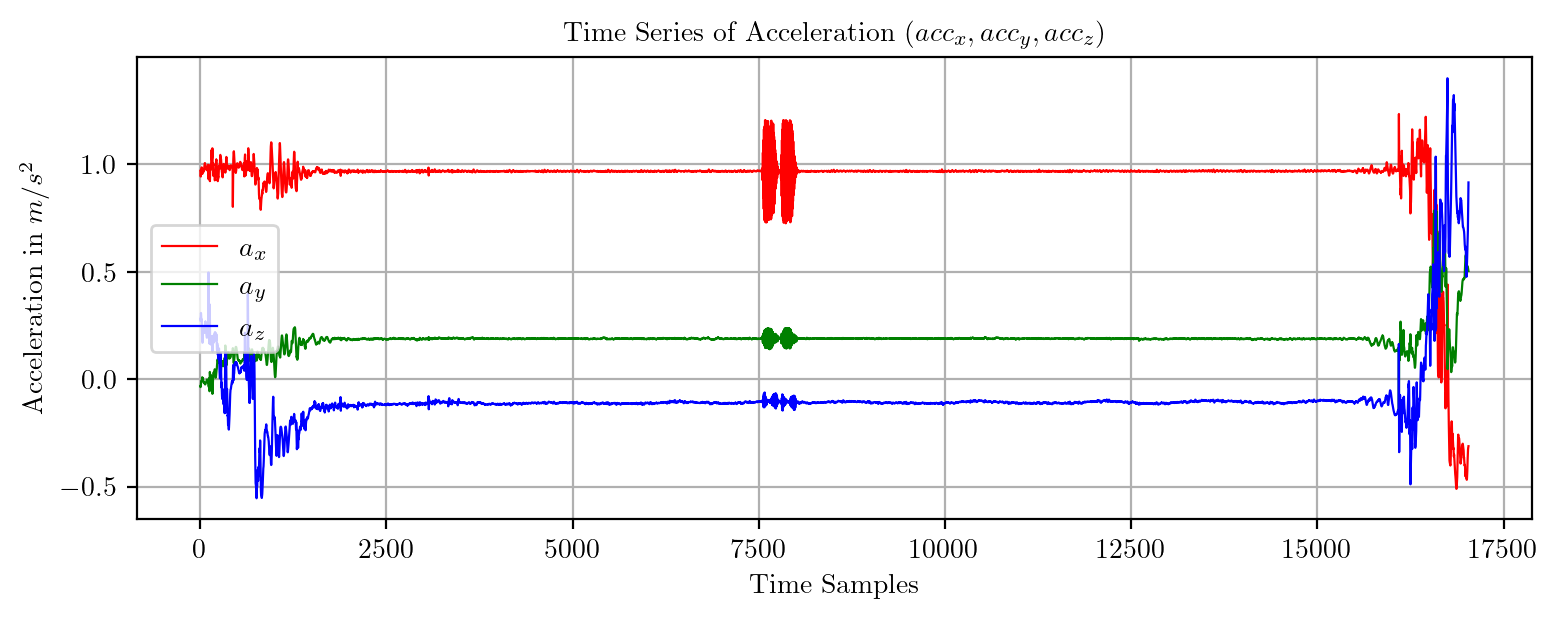 Time Series of Acceleration (acc_x, acc_y, acc_z)
Acceleration in m/s^2
1.0
0.5
0.0
−0.5
a_x
a_y
a_z
0 2500 5000 7500 10000 12500 15000 17500
Time Samples